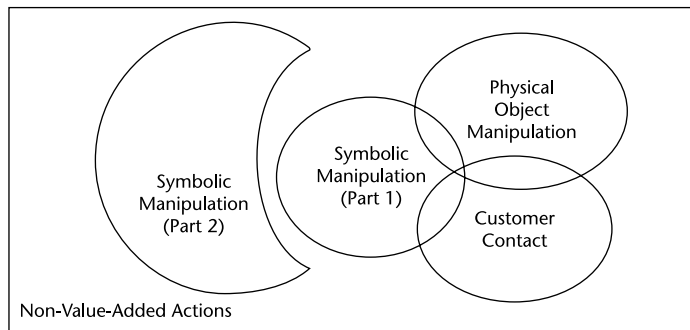 Physical
Object
Manipulation
Symbolic
Manipulation
(Part 2)
Symbolic
Manipulation
(Part 1)
Customer
Contact
Non-Value-Added Actions